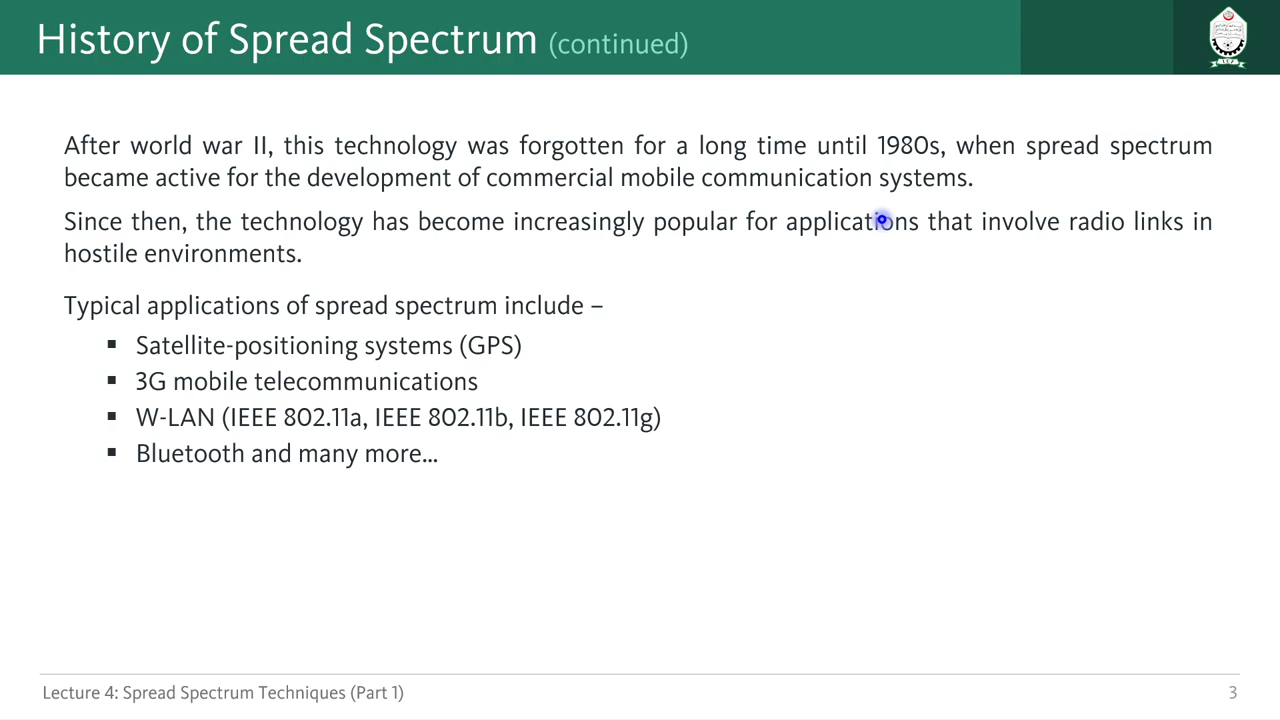 History of Spread Spectrum (continued)
After world war II, this technology was forgotten for a long time until 1980s, when spread spectrum
became active for the development of commercial mobile communication systems.
Since then, the technology has become increasingly popular for applications that involve radio links in
hostile environments.
Typical applications of spread spectrum include –
▪ Satellite-positioning systems (GPS)
▪ 3G mobile telecommunications
▪ W-LAN (IEEE 802.11a, IEEE 802.11b, IEEE 802.11g)
▪ Bluetooth and many more...
Lecture 4: Spread Spectrum Techniques (Part 1)
3